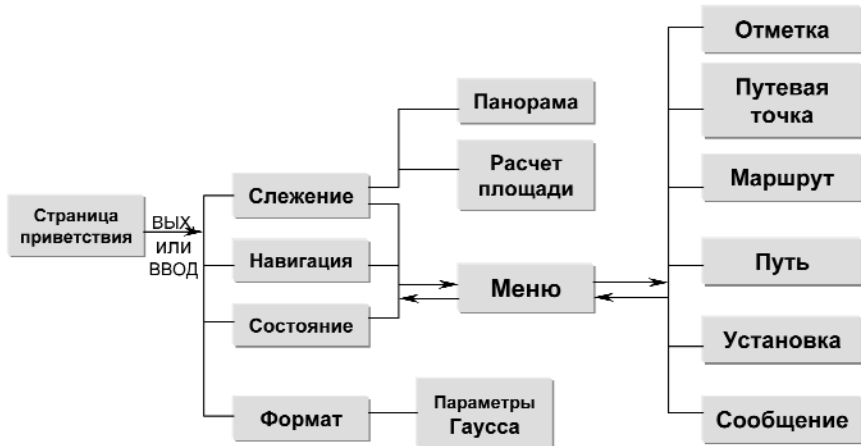 Страница
приветствия
ВЫХ
ИЛИ
ВВОД
Слежение
Навигация
Состояние
Формат
Панорама
Расчет
площади
Меню
Параметры
Гаусса
Отметка
Путевая
точка
Маршрут
Путь
Установка
Сообщение